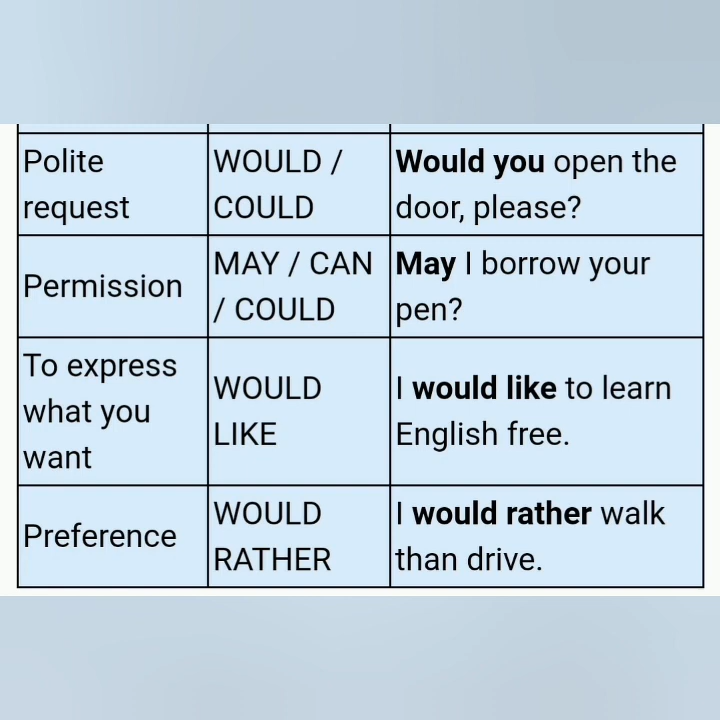 Polite
request
WOULD /
COULD
Would you open the
door, please?
Permission
MAY / CAN
/ COULD
May I borrow your
pen?
To express
what you
want
WOULD
LIKE
I would like to learn
English free.
Preference
WOULD
RATHER
I would rather walk
than drive.